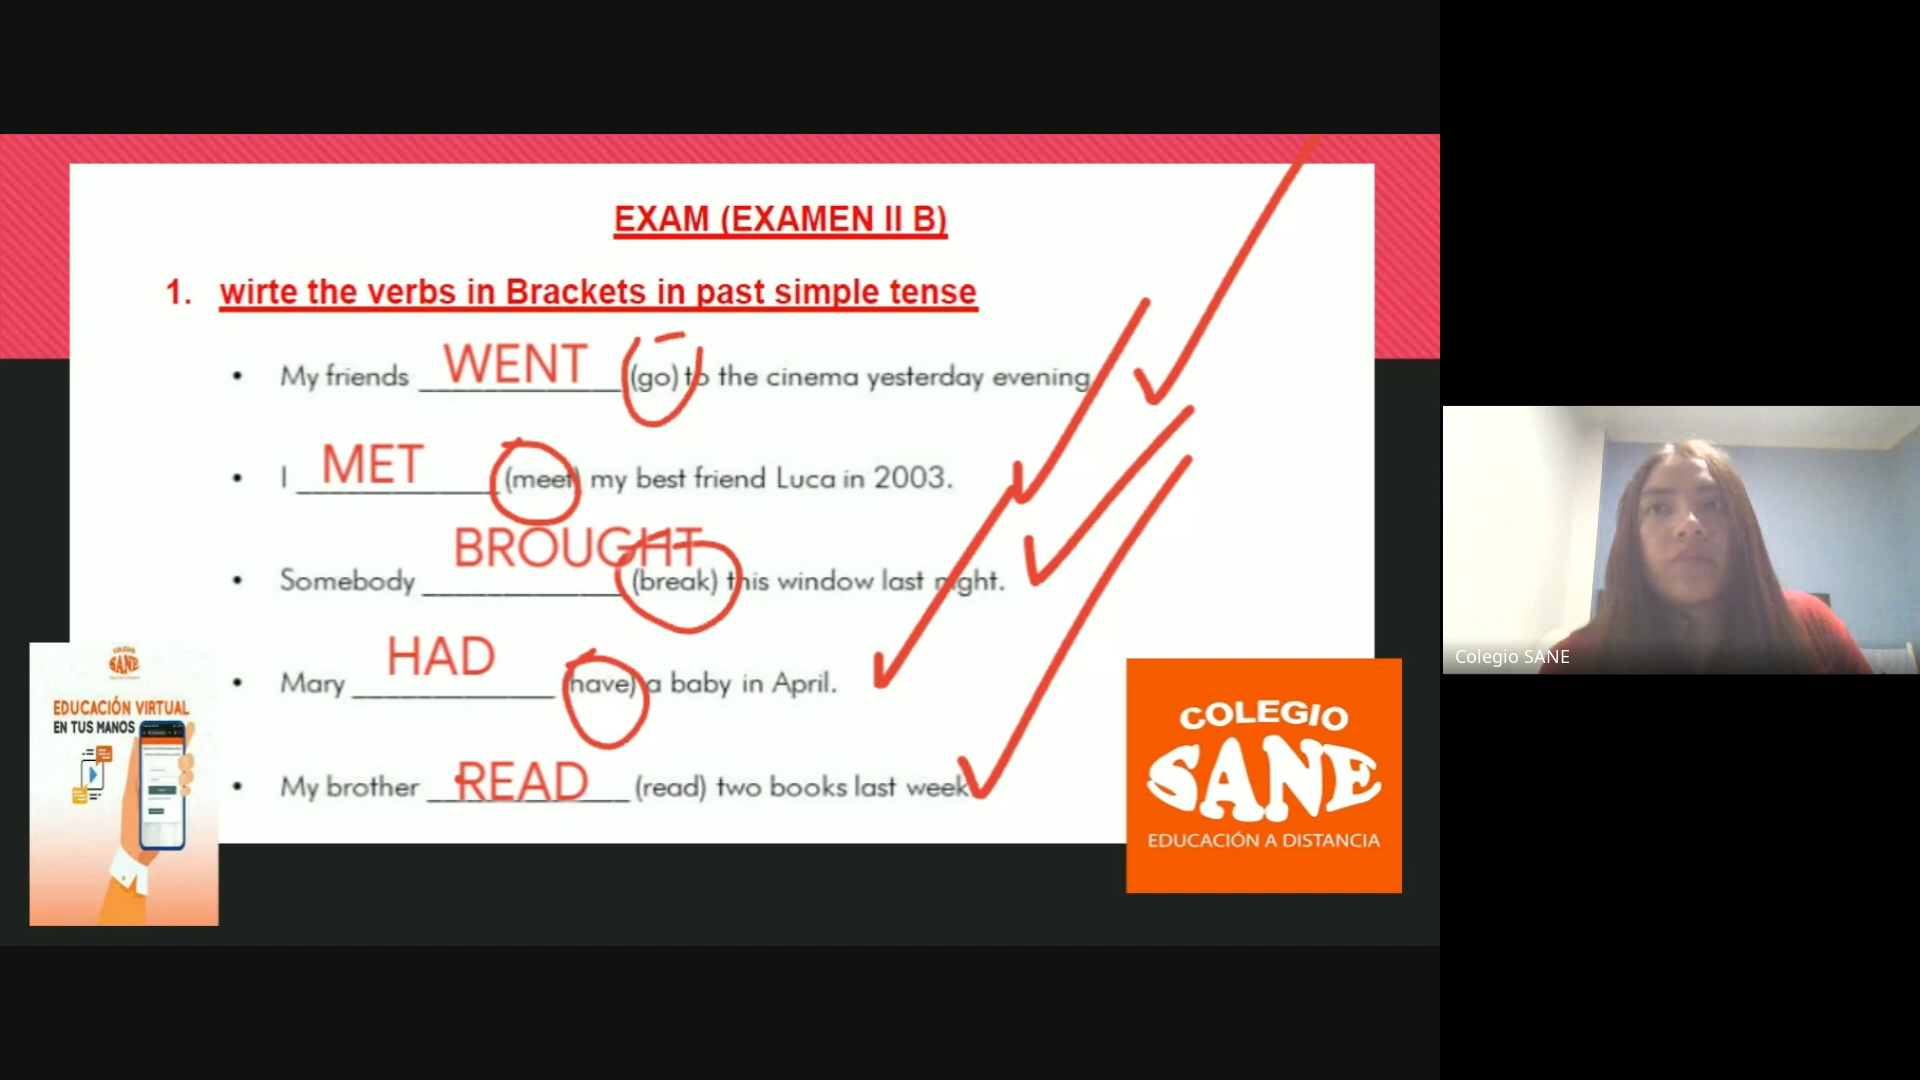 EXAM (EXAMEN II B)
1. wirte the verbs in Brackets in past simple tense
• My friends WENT (go) to the cinema yesterday evening
• I MET (meet) my best friend Luca in 2003.
• Somebody BROUGHT (break) this window last night.
• Mary HAD (have) a baby in April.
• My brother READ (read) two books last week
COLEGIO
SANE
EDUCACIÓN VIRTUAL
EN TUS MANOS
COLEGIO
SANE
EDUCACIÓN A DISTANCIA
Colegio SANE